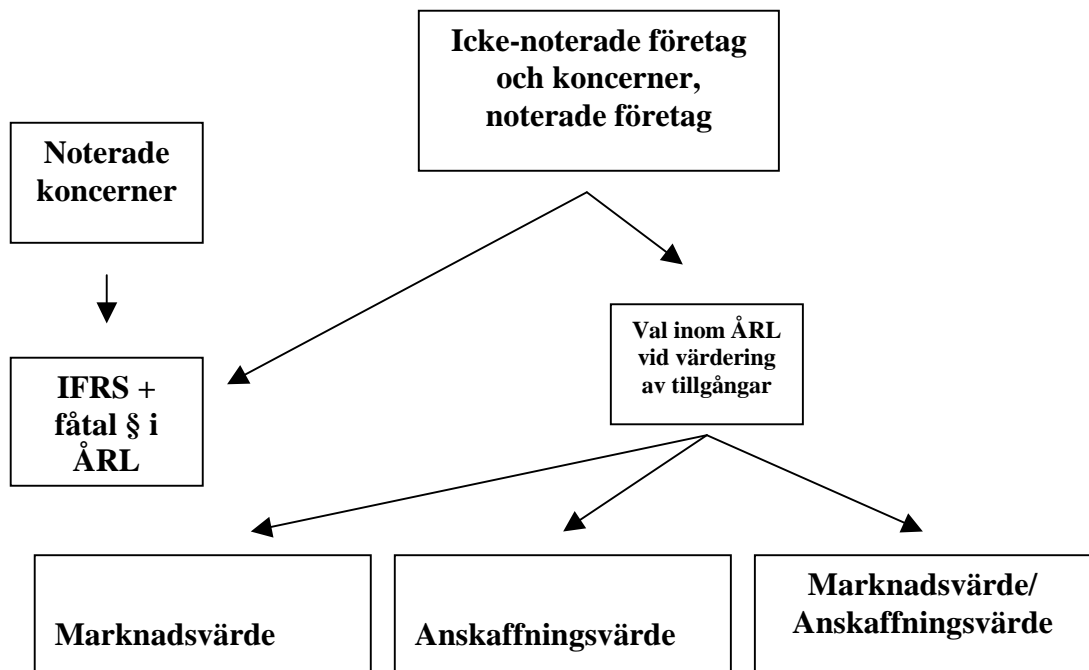 Icke-noterade företag
och koncerner,
noterade företag
Noterade
koncerner
Val inom ÅRL
vid värdering
av tillgångar
IFRS +
fåtal § i
ÅRL
Marknadsvärde
Anskaffningsvärde
Marknadsvärde/
Anskaffningsvärde